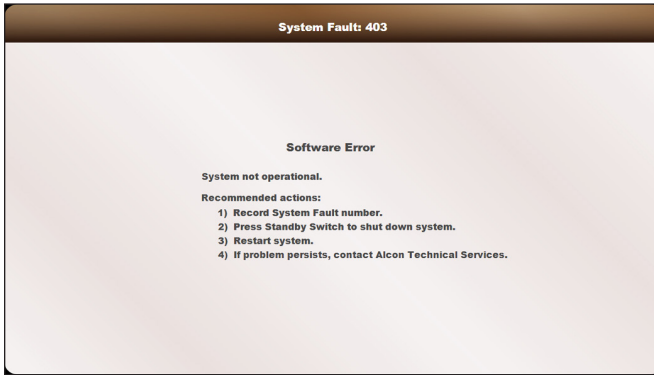 System Fault: 403
Software Error
System not operational.
Recommended actions:
1) Record System Fault number.
2) Press Standby Switch to shut down system.
3) Restart system.
4) If problem persists, contact Alcon Technical Services.